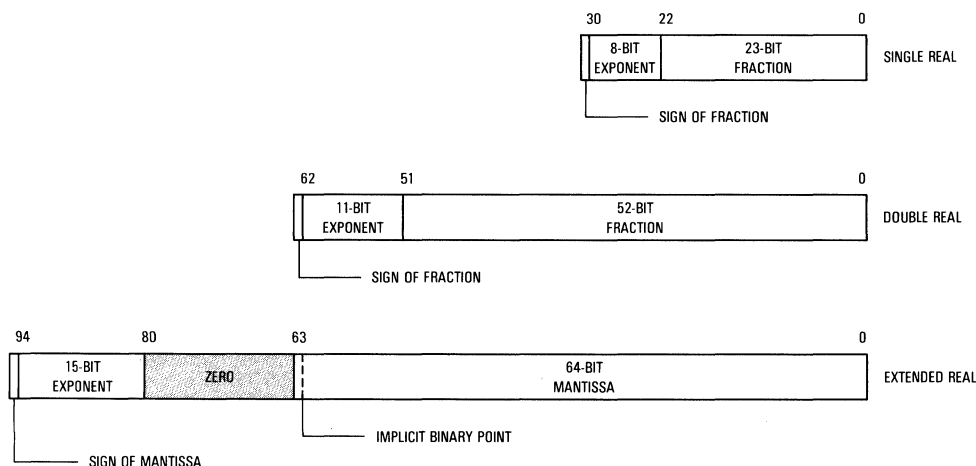 30 22 0
8-BIT 23-BIT
EXPONENT FRACTION
SINGLE REAL
SIGN OF FRACTION
62 51 0
11-BIT 52-BIT
EXPONENT FRACTION
DOUBLE REAL
SIGN OF FRACTION
94 80 63 0
15-BIT ZERO 64-BIT
EXPONENT MANTISSA
EXTENDED REAL
IMPLICIT BINARY POINT
SIGN OF MANTISSA